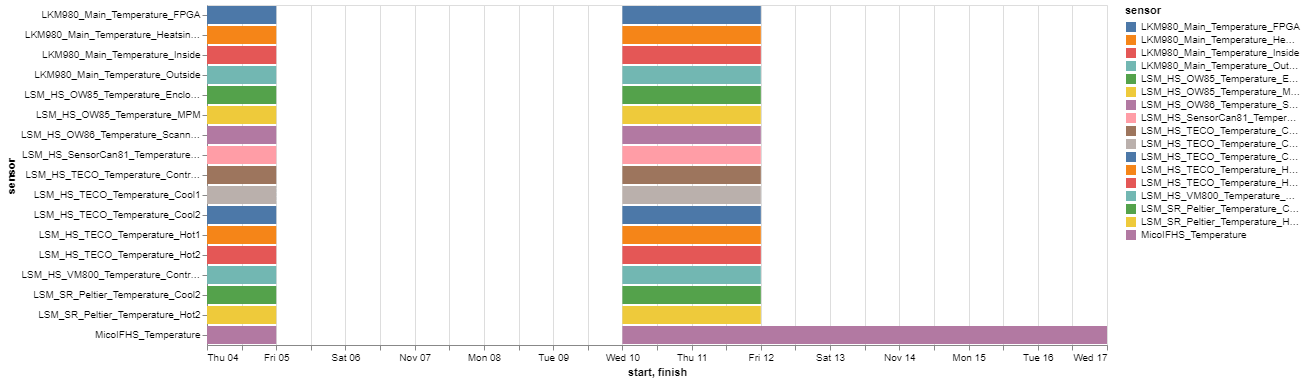 LKM980_Main_Temperature_FPGA
LKM980_Main_Temperature_Heatsin…
LKM980_Main_Temperature_Inside
LKM980_Main_Temperature_Outside
LSM_HS_OW85_Temperature_Enclo…
LSM_HS_OW85_Temperature_MPM
LSM_HS_OW86_Temperature_Scann…
LSM_HS_SensorCan81_Temperature…
LSM_HS_TECO_Temperature_Contr…
LSM_HS_TECO_Temperature_Cool1
LSM_HS_TECO_Temperature_Cool2
LSM_HS_TECO_Temperature_Hot1
LSM_HS_TECO_Temperature_Hot2
LSM_HS_VM800_Temperature_Contr…
LSM_SR_Peltier_Temperature_Cool2
LSM_SR_Peltier_Temperature_Hot2
MicoIFHS_Temperature
sensor
Thu 04 Fri 05 Sat 06 Nov 07 Mon 08 Tue 09 Wed 10 Thu 11 Fri 12 Sat 13 Nov 14 Mon 15 Tue 16 Wed 17
start, finish
sensor
LKM980_Main_Temperature_FPGA
LKM980_Main_Temperature_He…
LKM980_Main_Temperature_Inside
LKM980_Main_Temperature_Out…
LSM_HS_OW85_Temperature_E…
LSM_HS_OW85_Temperature_M…
LSM_HS_OW86_Temperature_S…
LSM_HS_SensorCan81_Temper…
LSM_HS_TECO_Temperature_C…
LSM_HS_TECO_Temperature_C…
LSM_HS_TECO_Temperature_C…
LSM_HS_TECO_Temperature_H…
LSM_HS_TECO_Temperature_H…
LSM_HS_VM800_Temperature_…
LSM_SR_Peltier_Temperature_C…
LSM_SR_Peltier_Temperature_H…
MicoIFHS_Temperature